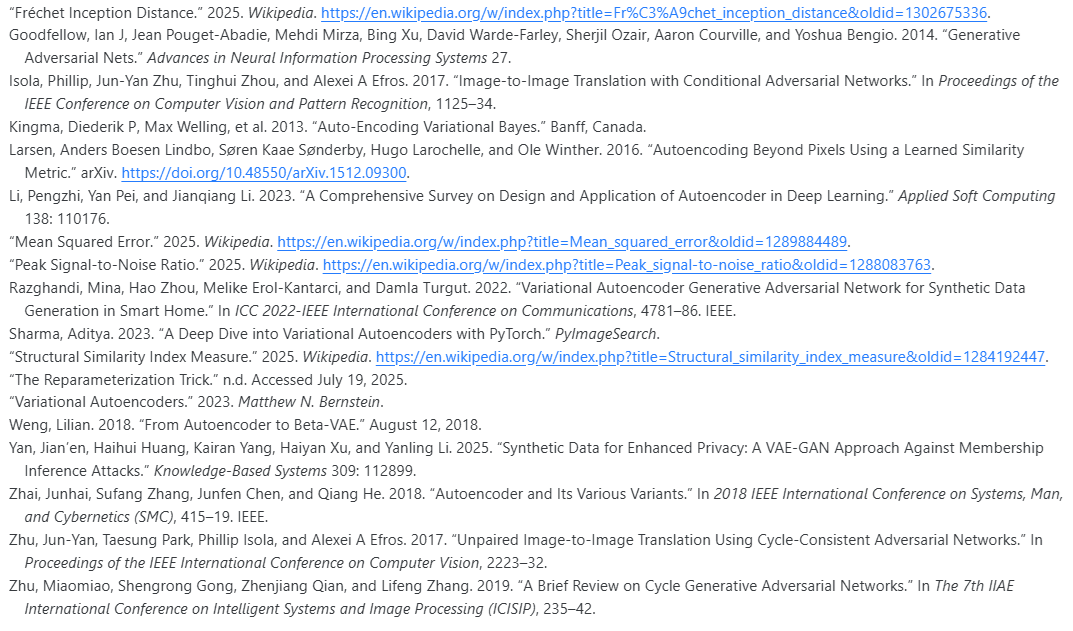 “Fréchet Inception Distance.” 2025. Wikipedia. https://en.wikipedia.org/w/index.php?title=Fr%C3%A9chet_inception_distance&oldid=1302675336.
Goodfellow, Ian J, Jean Pouget-Abadie, Mehdi Mirza, Bing Xu, David Warde-Farley, Sherjil Ozair, Aaron Courville, and Yoshua Bengio. 2014. “Generative
Adversarial Nets.” Advances in Neural Information Processing Systems 27.
Isola, Phillip, Jun-Yan Zhu, Tinghui Zhou, and Alexei A Efros. 2017. “Image-to-Image Translation with Conditional Adversarial Networks.” In Proceedings of the
IEEE Conference on Computer Vision and Pattern Recognition, 1125–34.
Kingma, Diederik P, Max Welling, et al. 2013. “Auto-Encoding Variational Bayes.” Banff, Canada.
Larsen, Anders Boesen Lindbo, Søren Kaae Sønderby, Hugo Larochelle, and Ole Winther. 2016. “Autoencoding Beyond Pixels Using a Learned Similarity
Metric.” arXiv. https://doi.org/10.48550/arXiv.1512.09300.
Li, Pengzhi, Yan Pei, and Jianqiang Li. 2023. “A Comprehensive Survey on Design and Application of Autoencoder in Deep Learning.” Applied Soft Computing
138: 110176.
“Mean Squared Error.” 2025. Wikipedia. https://en.wikipedia.org/w/index.php?title=Mean_squared_error&oldid=1289884489.
“Peak Signal-to-Noise Ratio.” 2025. Wikipedia. https://en.wikipedia.org/w/index.php?title=Peak_signal-to-noise_ratio&oldid=1288083763.
Razghandi, Mina, Hao Zhou, Melike Erol-Kantarci, and Damla Turgut. 2022. “Variational Autoencoder Generative Adversarial Network for Synthetic Data
Generation in Smart Home.” In ICC 2022-IEEE International Conference on Communications, 4781–86. IEEE.
Sharma, Aditya. 2023. “A Deep Dive into Variational Autoencoders with PyTorch.” PyImageSearch.
“Structural Similarity Index Measure.” 2025. Wikipedia. https://en.wikipedia.org/w/index.php?title=Structural_similarity_index_measure&oldid=1284192447.
“The Reparameterization Trick.” n.d. Accessed July 19, 2025.
“Variational Autoencoders.” 2023. Matthew N. Bernstein.
Weng, Lilian. 2018. “From Autoencoder to Beta-VAE.” August 12, 2018.
Yan, Jian’en, Haihui Huang, Kairan Yang, Haiyan Xu, and Yanling Li. 2025. “Synthetic Data for Enhanced Privacy: A VAE-GAN Approach Against Membership
Inference Attacks.” Knowledge-Based Systems 309: 112899.
Zhai, Junhai, Sufang Zhang, Junfen Chen, and Qiang He. 2018. “Autoencoder and Its Various Variants.” In 2018 IEEE International Conference on Systems, Man,
and Cybernetics (SMC), 415–19. IEEE.
Zhu, Jun-Yan, Taesung Park, Phillip Isola, and Alexei A Efros. 2017. “Unpaired Image-to-Image Translation Using Cycle-Consistent Adversarial Networks.” In
Proceedings of the IEEE International Conference on Computer Vision, 2223–32.
Zhu, Miaomiao, Shengrong Gong, Zhenjiang Qian, and Lifeng Zhang. 2019. “A Brief Review on Cycle Generative Adversarial Networks.” In The 7th IIAE
International Conference on Intelligent Systems and Image Processing (ICISIP), 235–42.